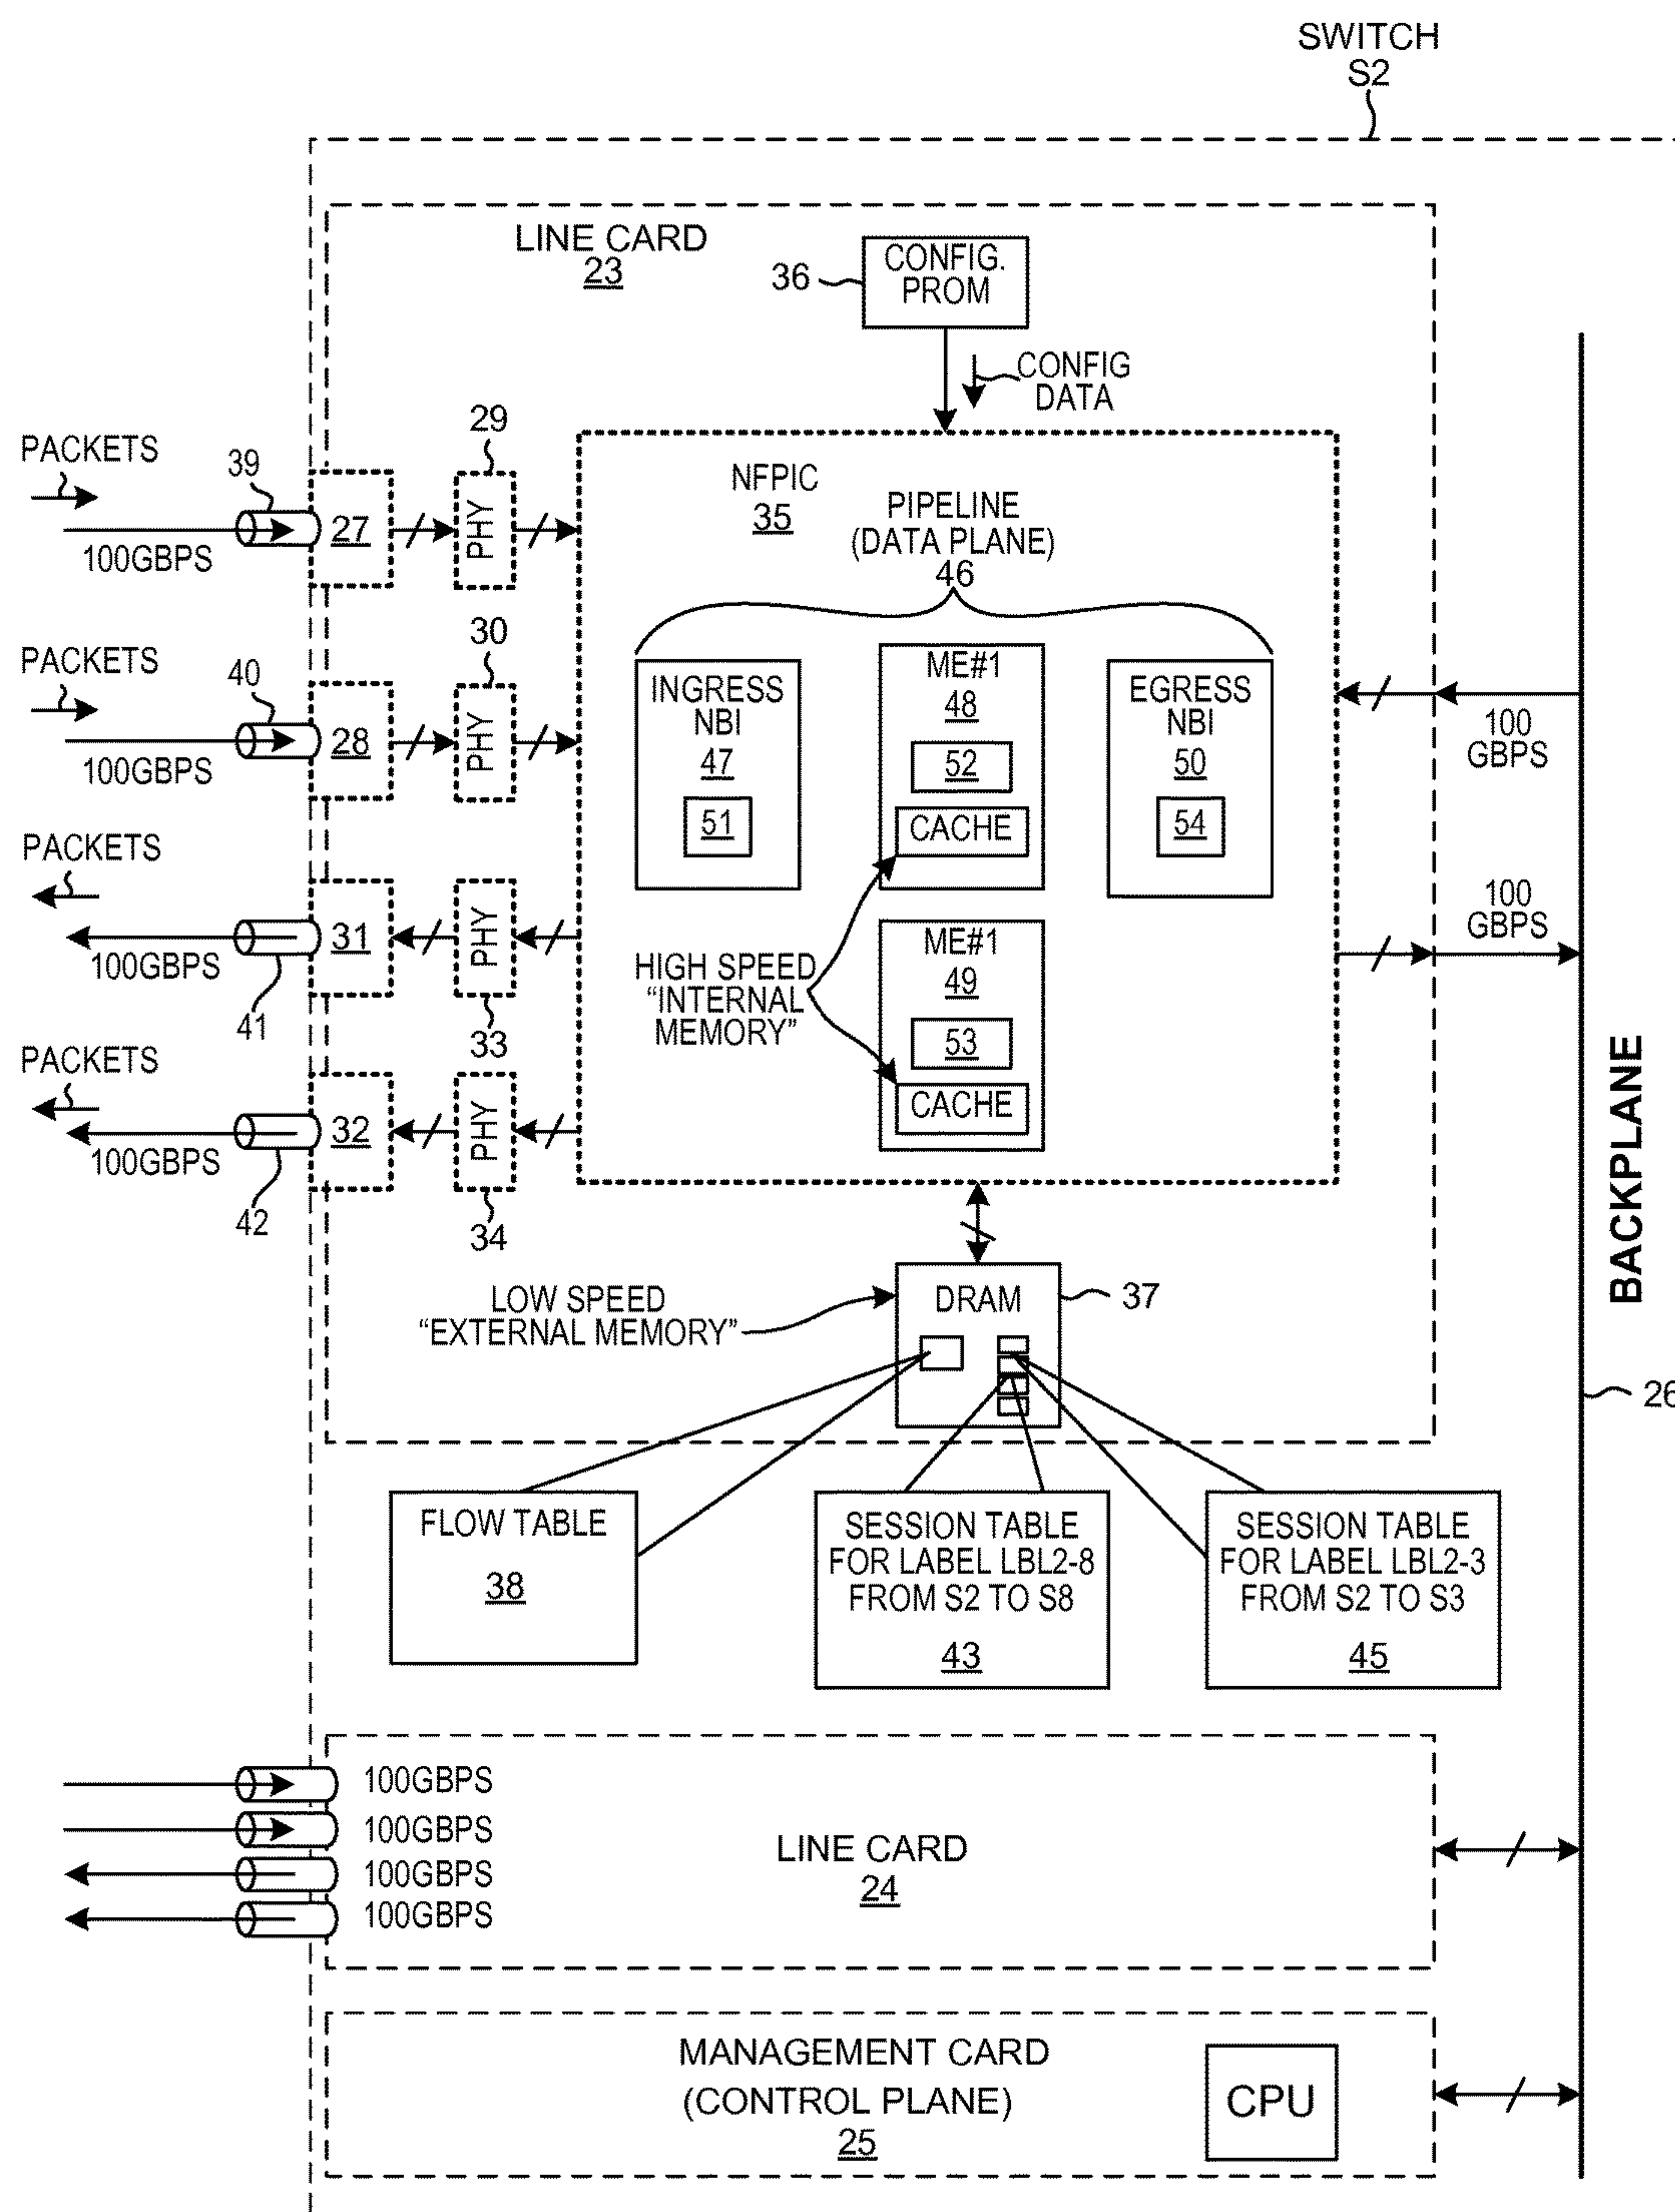 SWITCH
S2
LINE CARD
23
36
CONFIG.
PROM
CONFIG
DATA
PACKETS
39
100GBPS
27
29
PHY
NFPIC
35
PIPELINE
(DATA PLANE)
46
PACKETS
40
100GBPS
28
30
PHY
INGRESS
NBI
47
51
ME#1
48
52
CACHE
EGRESS
NBI
50
54
100
GBPS
PACKETS
100GBPS
41
31
PHY
33
HIGH SPEED
“INTERNAL
MEMORY”
ME#1
49
53
CACHE
100
GBPS
PACKETS
100GBPS
42
32
PHY
34
BACKPLANE
26
LOW SPEED
“EXTERNAL MEMORY”
DRAM
37
FLOW TABLE
38
SESSION TABLE
FOR LABEL LBL2-8
FROM S2 TO S8
43
SESSION TABLE
FOR LABEL LBL2-3
FROM S2 TO S3
45
100GBPS
100GBPS
100GBPS
100GBPS
LINE CARD
24
MANAGEMENT CARD
(CONTROL PLANE)
25
CPU